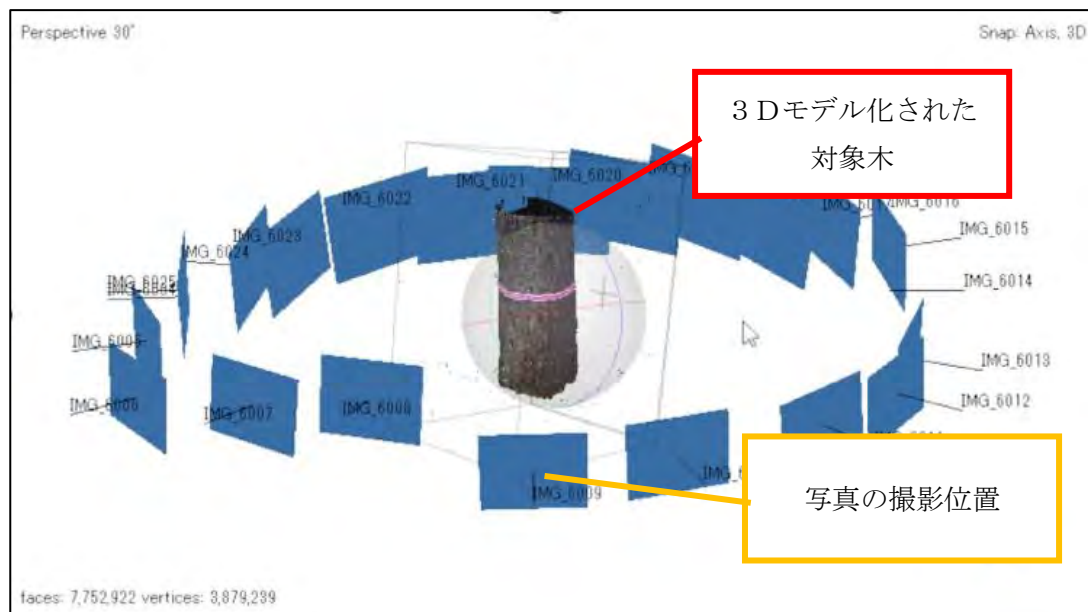 Perspective 30°
Snap: Axis, 3D
３Ｄモデル化された
対象木
IMG_6022
IMG_6021
IMG_6020
IMG_6016
IMG_6015
IMG_6023
IMG_6024
IMG_6025
IMG_6014
IMG_6005
IMG_6013
IMG_6006
IMG_6007
IMG_6008
IMG_6012
IMG_6009
写真の撮影位置
faces: 7,752,922 vertices: 3,879,239